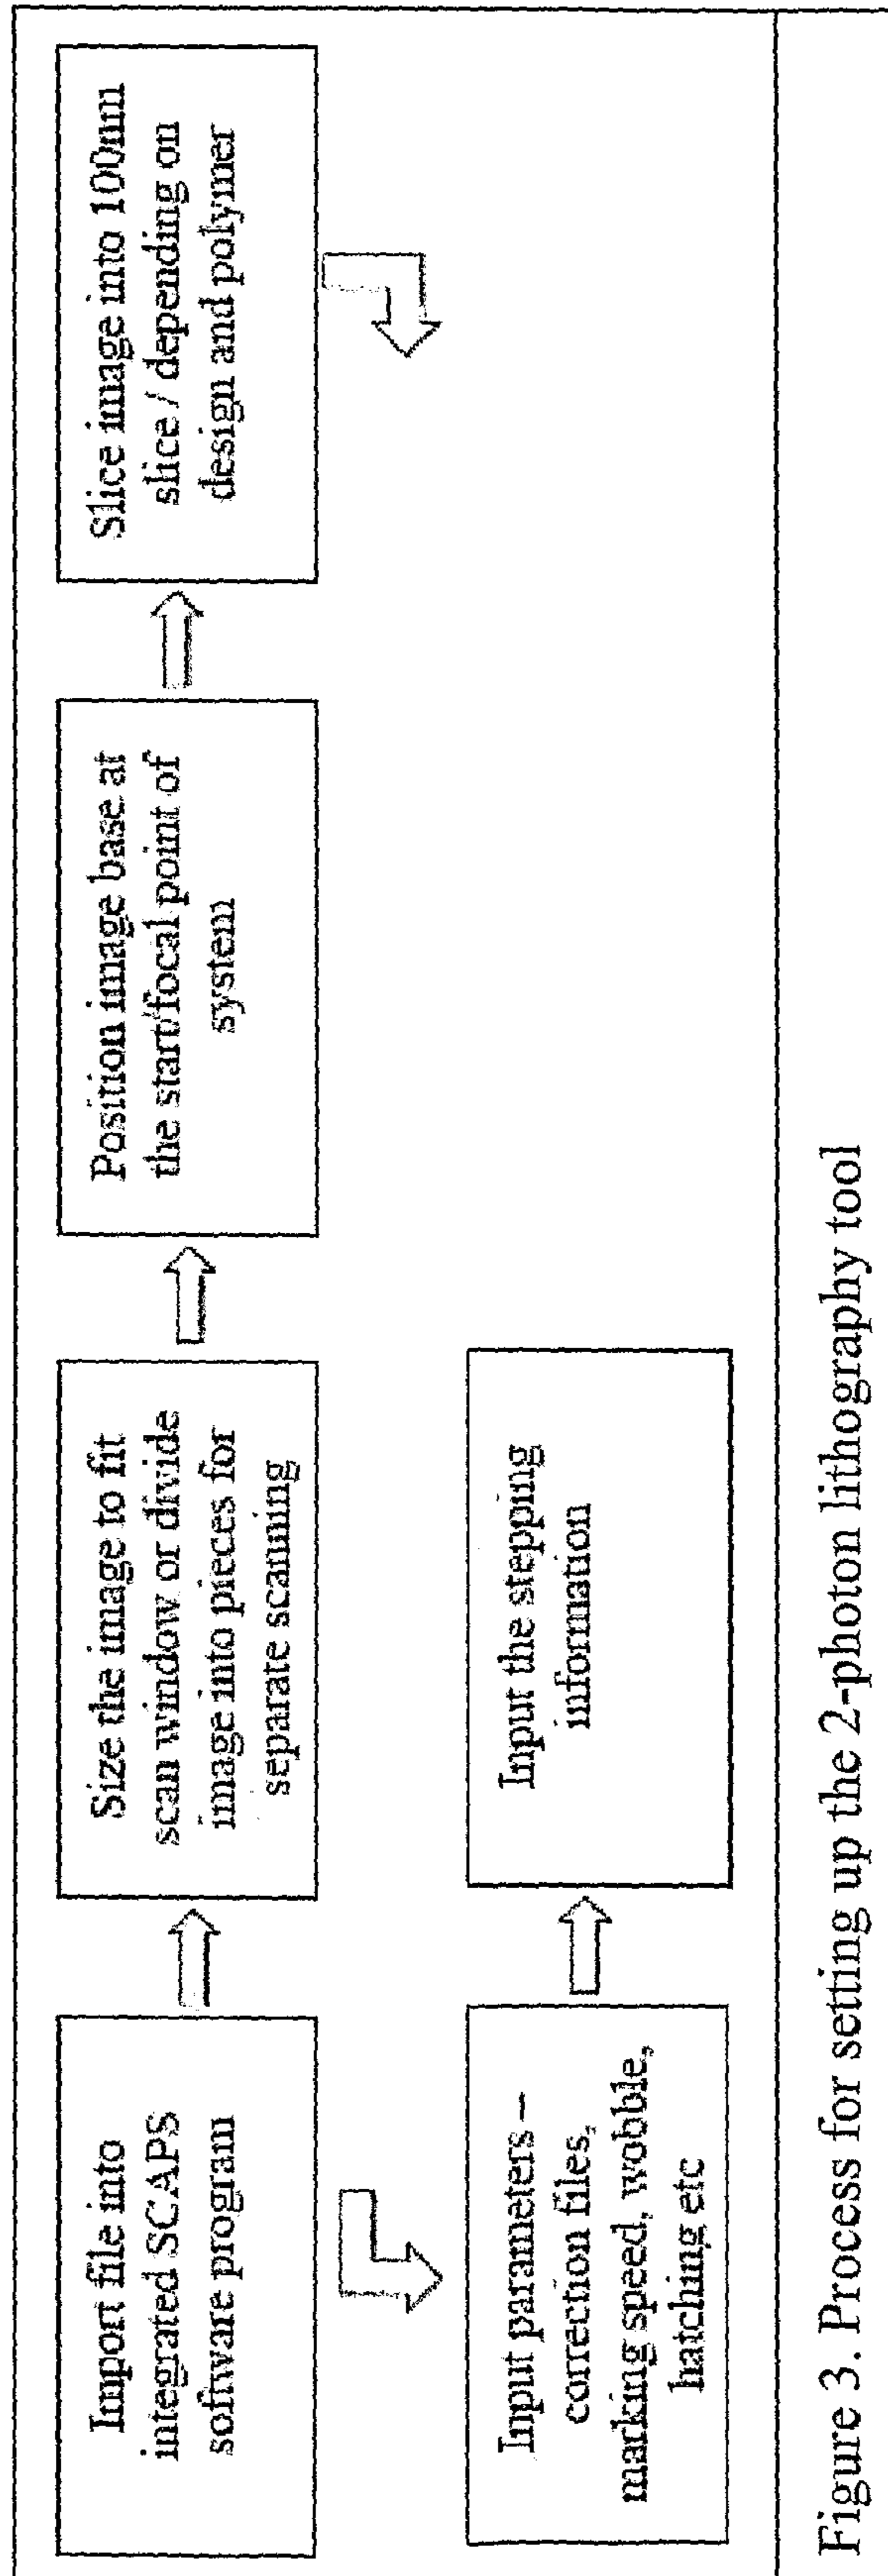 Import file into
integrated SCAPS
software program
Size the image to fit
scan window or divide
image into pieces for
separate scanning
Position image base at
the start/focal point of
system
Slice image into 100nm
slice / depending on
design and polymer
Input parameters –
correction files,
marking speed, wobble,
hatching etc
Input the stepping
information
Figure 3. Process for setting up the 2-photon lithography tool